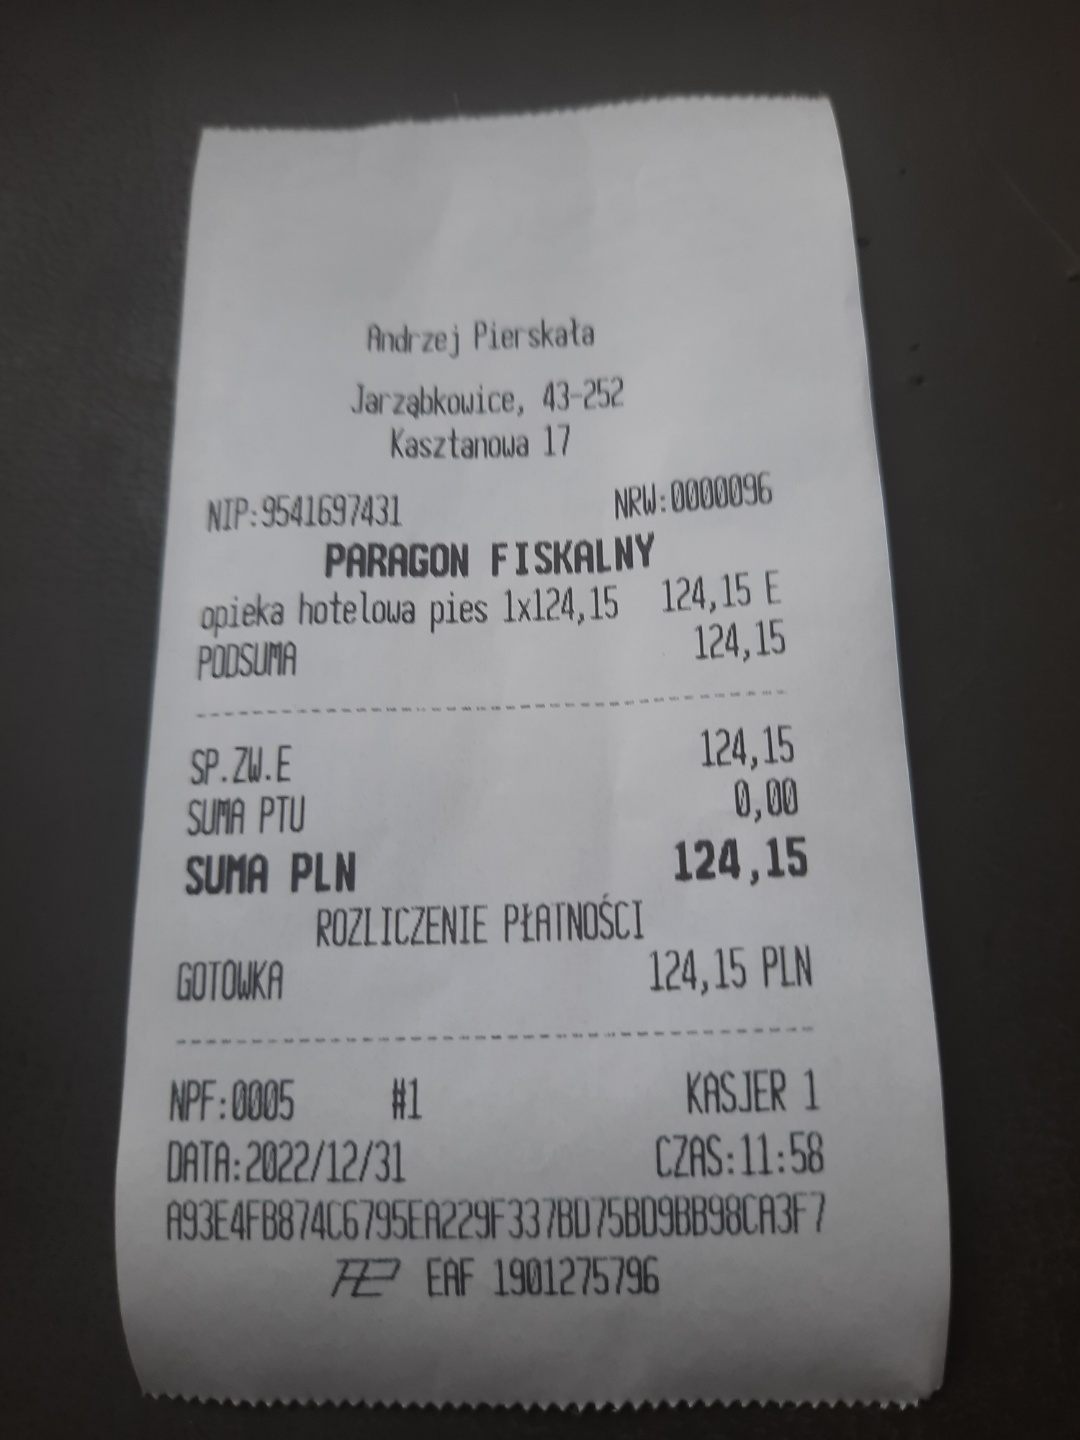 Andrzej Pierskała
Jarząbkowice, 43-252
Kasztanowa 17
NIP:9541697431 NRW:0000096
PARAGON FISKALNY
opieka hotelowa pies 1x124,15 124,15 E
PODSUMA 124,15
SP.ZW.E 124,15
SUMA PTU 0,00
SUMA PLN 124,15
ROZLICZENIE PŁATNOŚCI
GOTOWKA 124,15 PLN
NPF:0005 #1 KASJER 1
DATA:2022/12/31 CZAS:11:58
A93E4FB874C6795EA229F337BD75BD9BB98CA3F7
EAF 1901275796